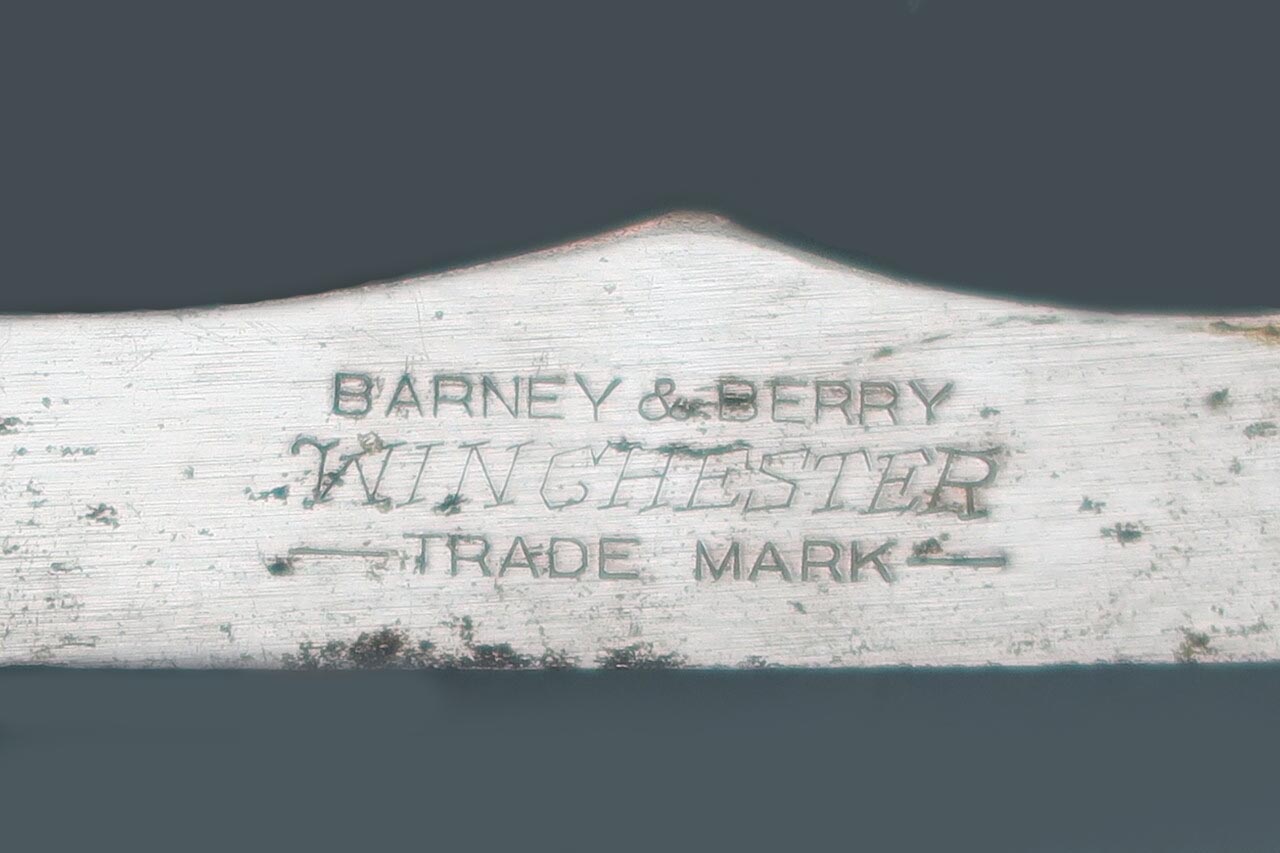 BARNEY & BERRY
WINCHESTER
—TRADE MARK—